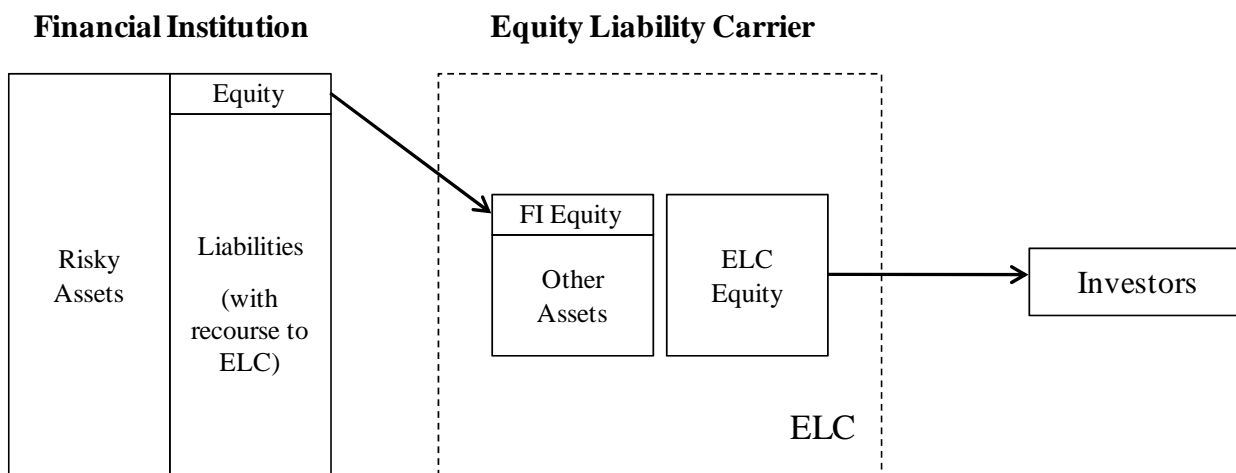 Financial Institution
Equity Liability Carrier
Equity
Risky
Assets
Liabilities
(with
recourse to
ELC)
FI Equity
Other
Assets
ELC
Equity
Investors
ELC